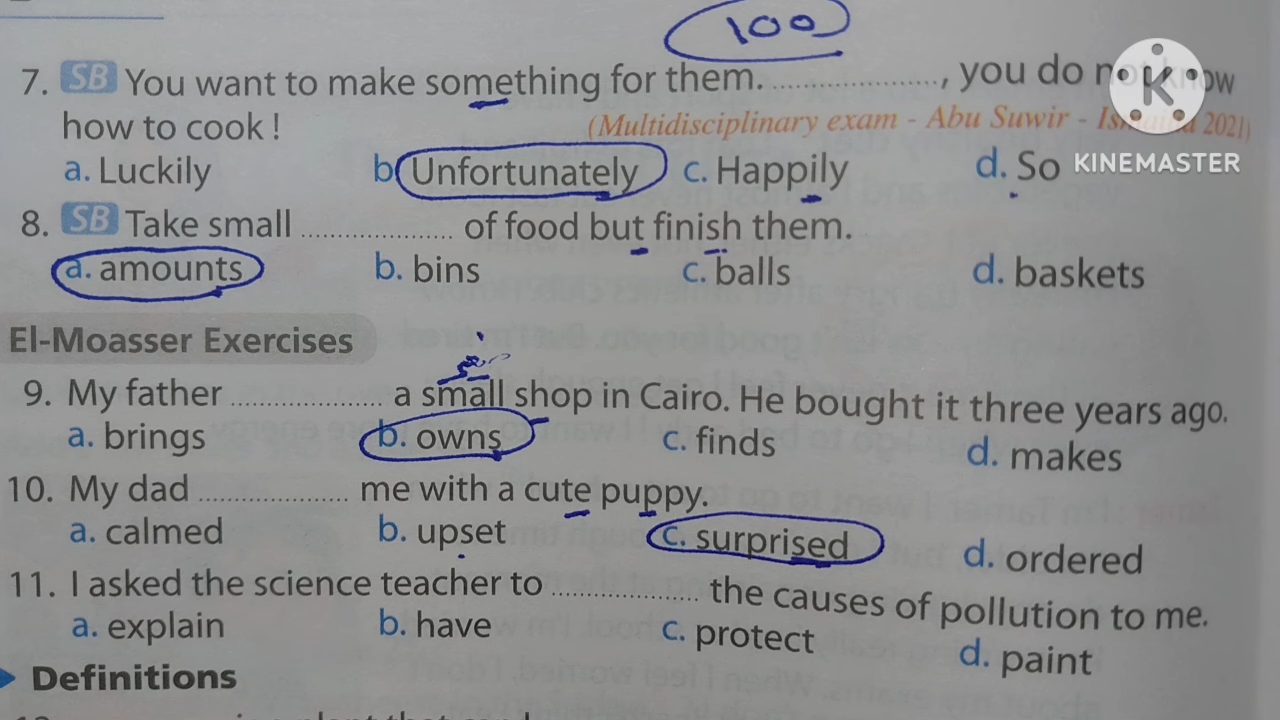 100
7. SB You want to make something for them. ................., you do not know
how to cook !
(Multidisciplinary exam - Abu Suwir - Ismailia 2021)
a. Luckily b. Unfortunately c. Happily d. So
KINEMASTER
8. SB Take small ................. of food but finish them.
a. amounts b. bins c. balls d. baskets
El-Moasser Exercises
9. My father ................. a small shop in Cairo. He bought it three years ago.
a. brings b. owns c. finds d. makes
10. My dad ................. me with a cute puppy.
a. calmed b. upset c. surprised d. ordered
11. I asked the science teacher to ................. the causes of pollution to me.
a. explain b. have c. protect d. paint
Definitions